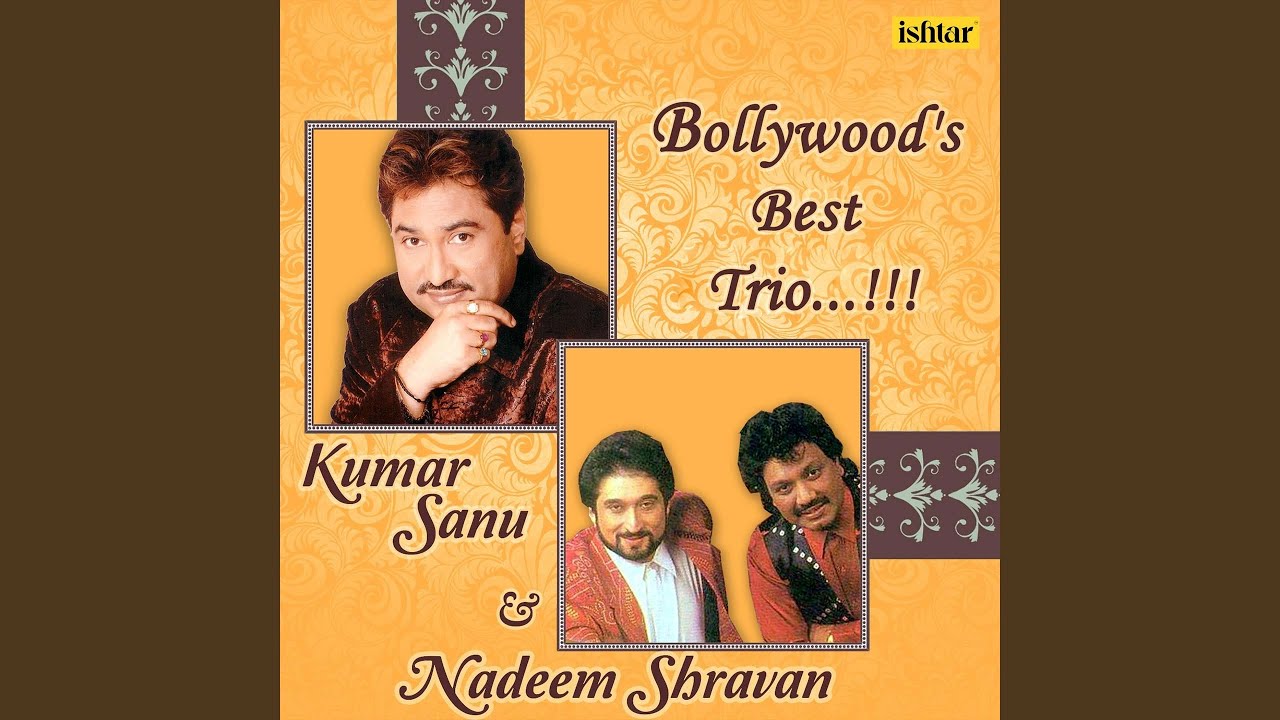 ishtar
Bollywood's
Best
Trio...!!!
Kumar
Sanu
&
Nadeem Shravan